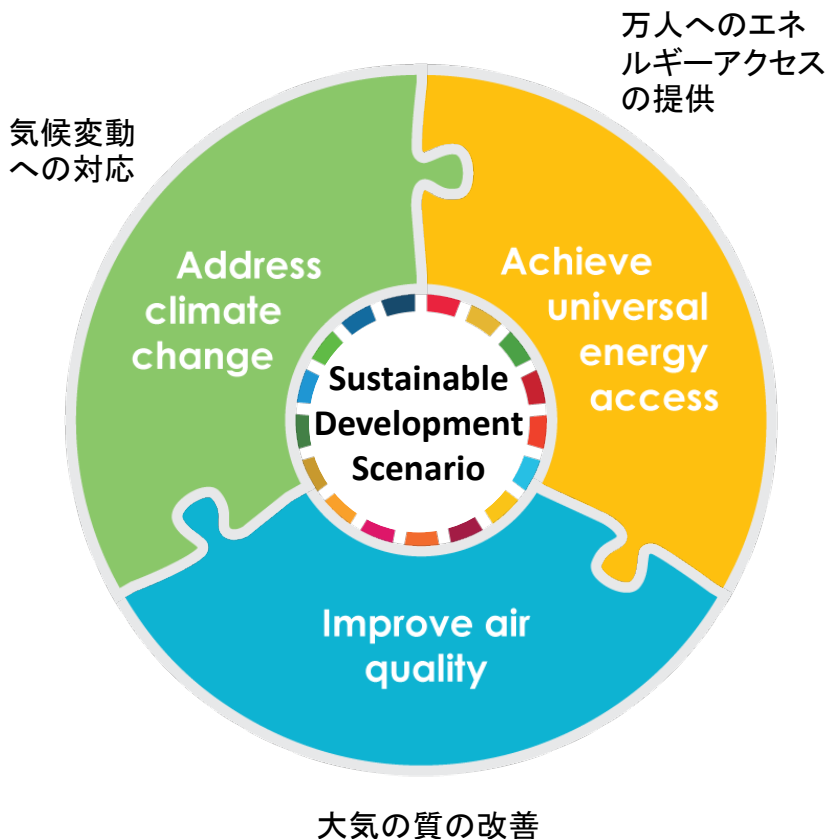 万人へのエネ
ルギーアクセス
の提供
気候変動
への対応
Address
climate
change
Achieve
universal
energy
access
Sustainable
Development
Scenario
Improve air
quality
大気の質の改善